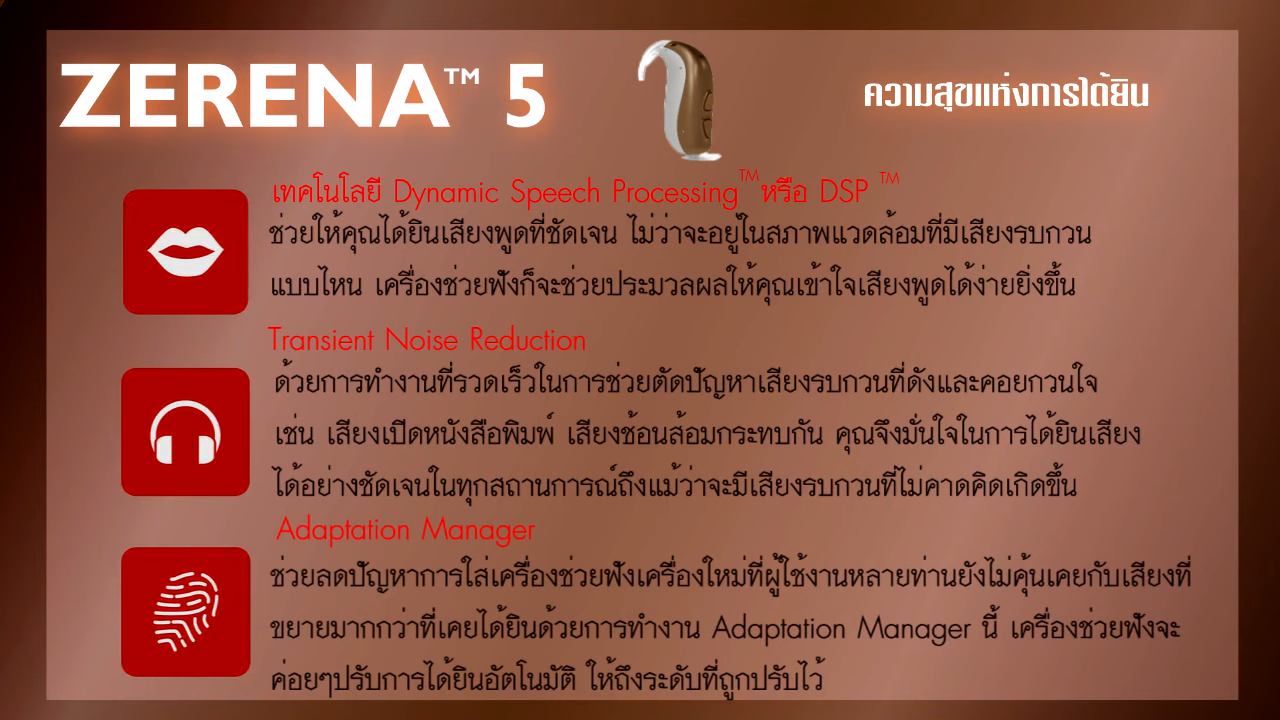 ZERENA™ 5
ความสุขแห่งการได้ยิน
เทคโนโลยี Dynamic Speech Processing™หรือ DSP ™
ช่วยให้คุณได้ยินเสียงพูดที่ชัดเจน ไม่ว่าจะอยู่ในสภาพแวดล้อมที่มีเสียงรบกวน
แบบไหน เครื่องช่วยฟังก็จะช่วยประมวลผลให้คุณเข้าใจเสียงพูดได้ง่ายยิ่งขึ้น
Transient Noise Reduction
ด้วยการทำงานที่รวดเร็วในการช่วยตัดปัญหาเสียงรบกวนที่ดังและคอยกวนใจ
เช่น เสียงเปิดหนังสือพิมพ์ เสียงช้อนส้อมกระทบกัน คุณจึงมั่นใจในการได้ยินเสียง
ได้อย่างชัดเจนในทุกสถานการณ์ถึงแม้ว่าจะมีเสียงรบกวนที่ไม่คาดคิดเกิดขึ้น
Adaptation Manager
ช่วยลดปัญหาการใส่เครื่องช่วยฟังเครื่องใหม่ที่ผู้ใช้งานหลายท่านยังไม่คุ้นเคยกับเสียงที่
ขยายมากกว่าที่เคยได้ยินด้วยการทำงาน Adaptation Manager นี้ เครื่องช่วยฟังจะ
ค่อยๆปรับการได้ยินอัตโนมัติ ให้ถึงระดับที่ถูกปรับไว้